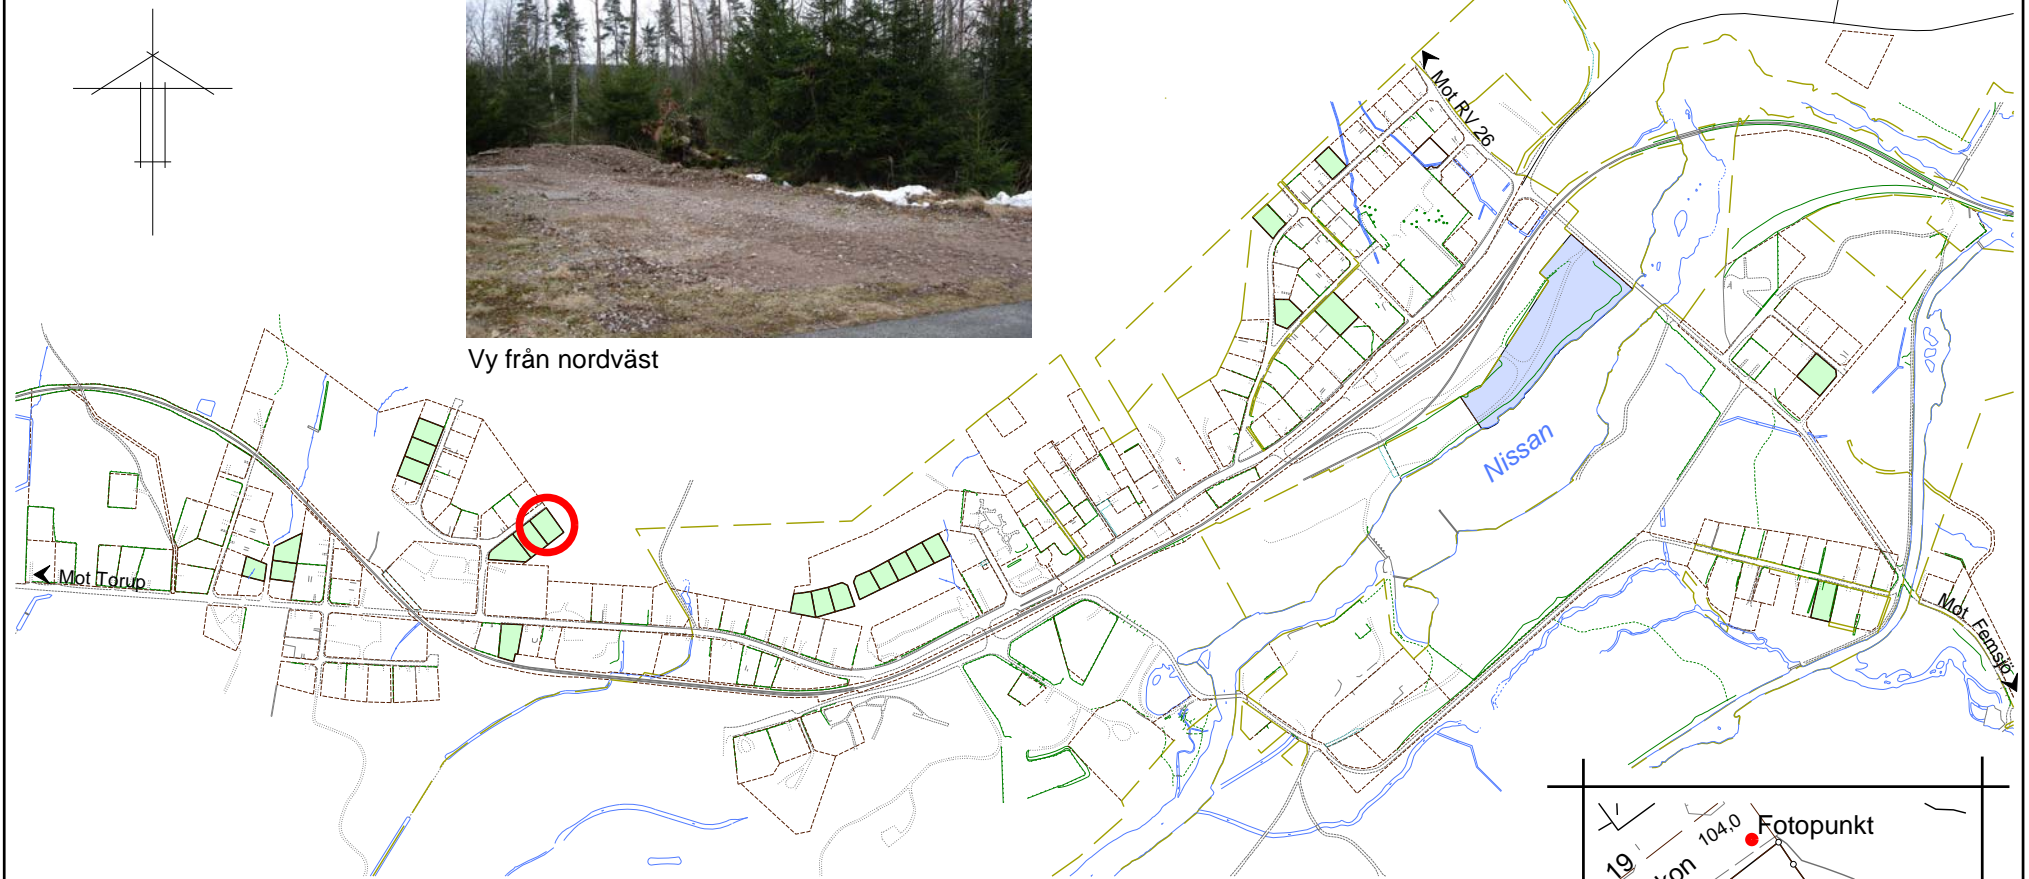 Mot RV 26
Vy från nordväst
Nissan
Mot Torup
Mot Femsjö
Fotopunkt
104,0
19